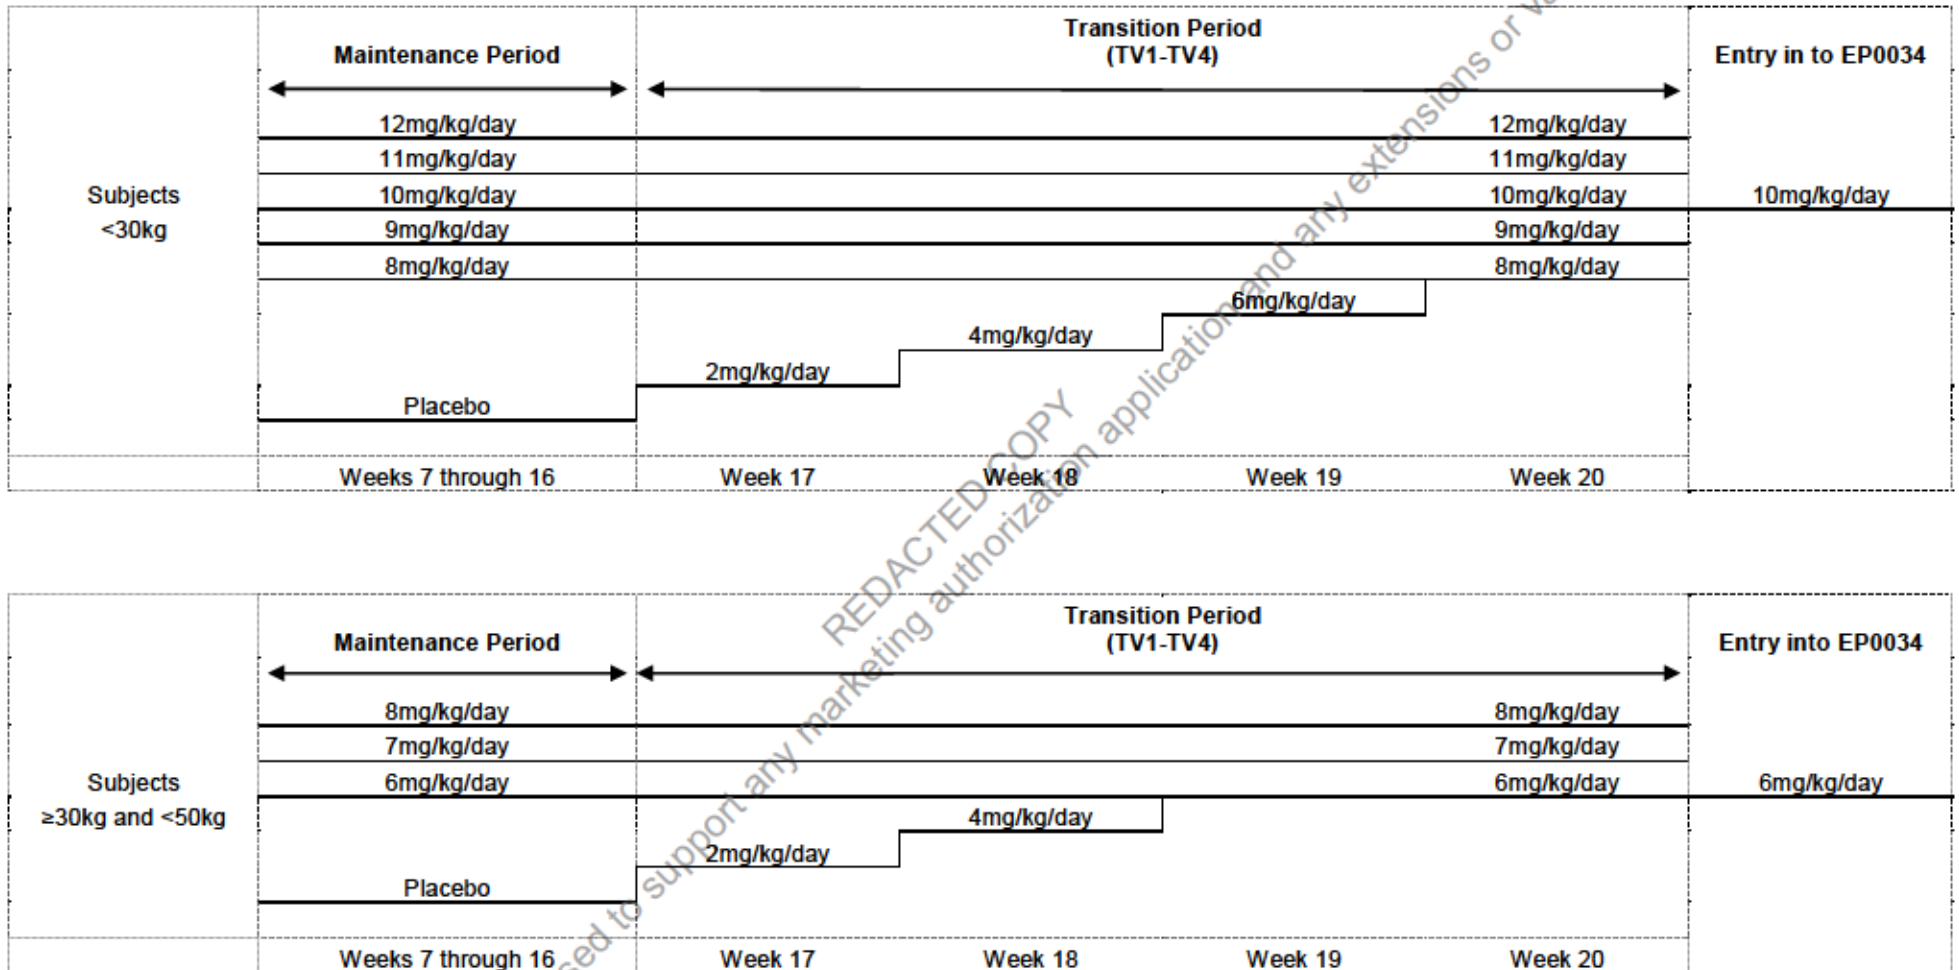 Transition Period
(TV1-TV4)
Maintenance Period
Entry in to EP0034
12mg/kg/day 12mg/kg/day
11mg/kg/day 11mg/kg/day
Subjects
<30kg
10mg/kg/day 10mg/kg/day 10mg/kg/day
9mg/kg/day 9mg/kg/day
8mg/kg/day 8mg/kg/day
6mg/kg/day
4mg/kg/day
2mg/kg/day
Placebo
Weeks 7 through 16 Week 17 Week 18 Week 19 Week 20
REDACTED COPY
support any marketing authorization application and any extensions or
Transition Period
(TV1-TV4)
Maintenance Period
Entry into EP0034
8mg/kg/day 8mg/kg/day
7mg/kg/day 7mg/kg/day
Subjects
≥30kg and <50kg
6mg/kg/day 6mg/kg/day 6mg/kg/day
4mg/kg/day
2mg/kg/day
Placebo
Weeks 7 through 16 Week 17 Week 18 Week 19 Week 20